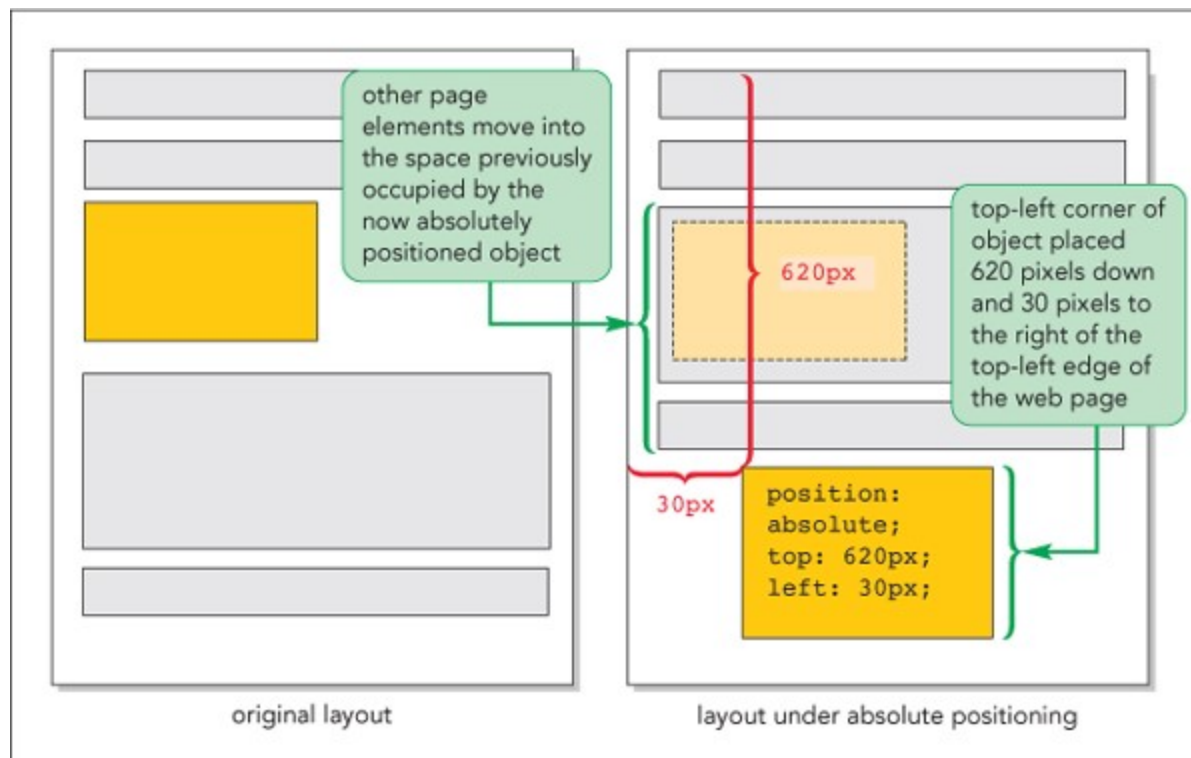 other page
elements move into
the space previously
occupied by the
now absolutely
positioned object
620px
top-left corner of
object placed
620 pixels down
and 30 pixels to
the right of the
top-left edge of
the web page
30px
position:
absolute;
top: 620px;
left: 30px;
original layout
layout under absolute positioning